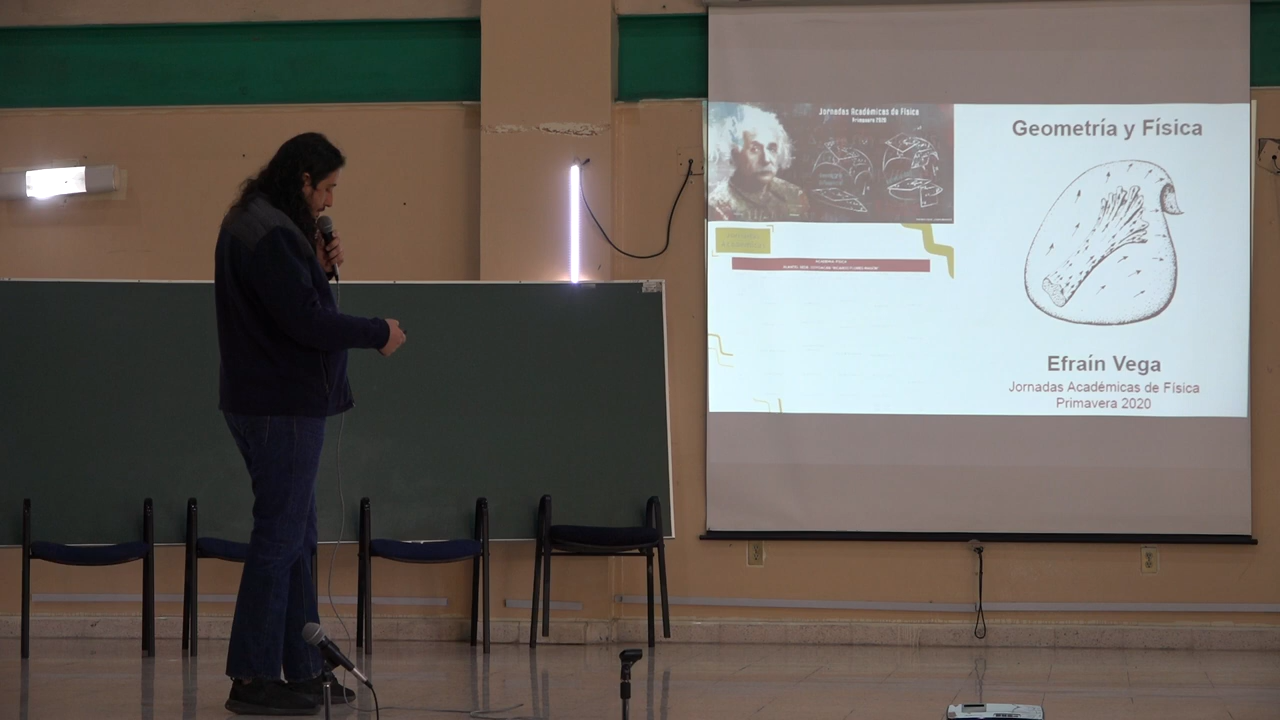 Jornadas Académicas de Física
Primavera 2020
Geometría y Física
Efraín Vega
Jornadas Académicas de Física
Primavera 2020